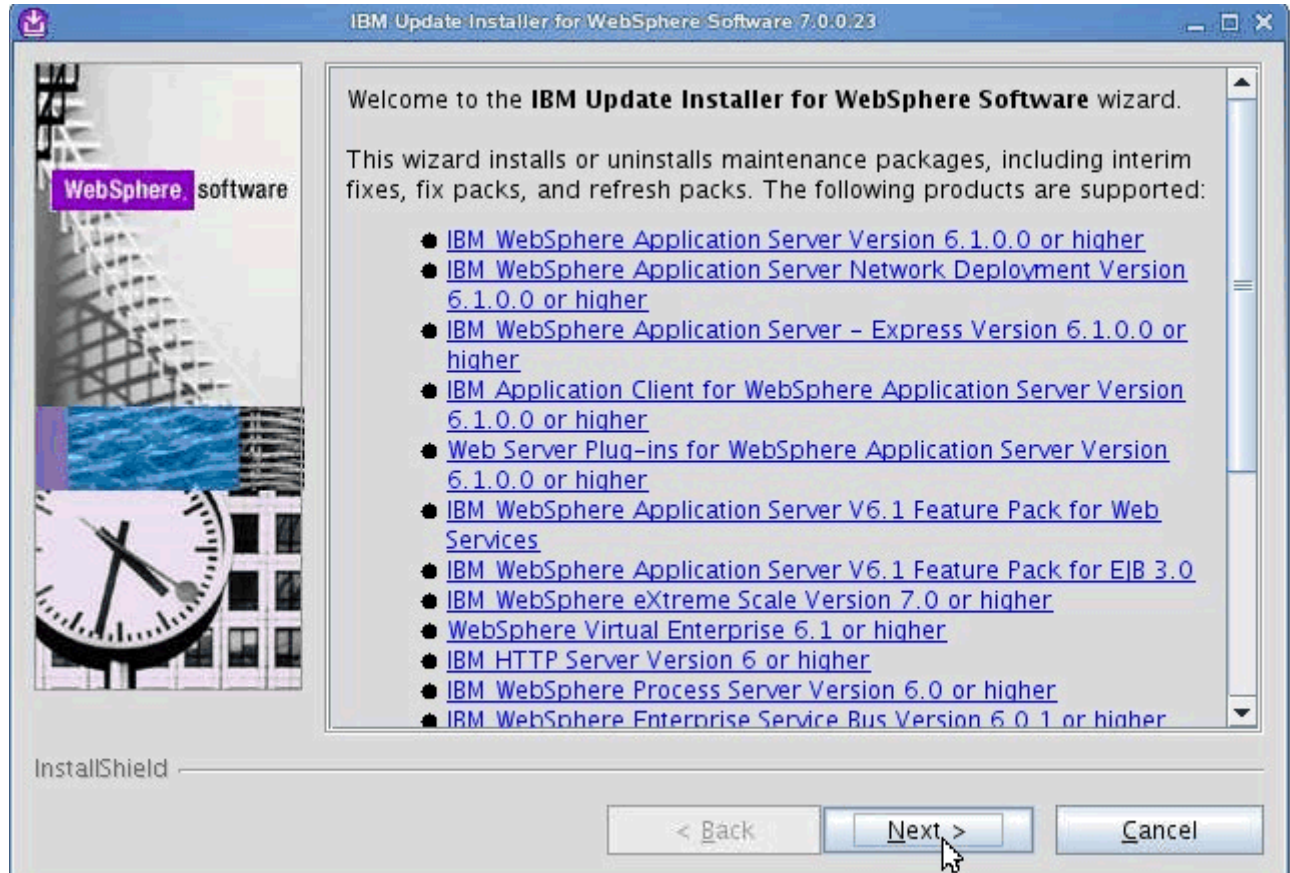 IBM Update Installer for WebSphere Software 7.0.0.23
WebSphere. software
Welcome to the IBM Update Installer for WebSphere Software wizard.
This wizard installs or uninstalls maintenance packages, including interim
fixes, fix packs, and refresh packs. The following products are supported:
● IBM WebSphere Application Server Version 6.1.0.0 or higher
● IBM WebSphere Application Server Network Deployment Version
6.1.0.0 or higher
● IBM WebSphere Application Server - Express Version 6.1.0.0 or
higher
● IBM Application Client for WebSphere Application Server Version
6.1.0.0 or higher
● Web Server Plug-ins for WebSphere Application Server Version
6.1.0.0 or higher
● IBM WebSphere Application Server V6.1 Feature Pack for Web
Services
● IBM WebSphere Application Server V6.1 Feature Pack for EJB 3.0
● IBM WebSphere eXtreme Scale Version 7.0 or higher
● WebSphere Virtual Enterprise 6.1 or higher
● IBM HTTP Server Version 6 or higher
● IBM WebSphere Process Server Version 6.0 or higher
● IBM WebSphere Enterprise Service Bus Version 6.0.1 or higher
InstallShield
< Back
Next >
Cancel